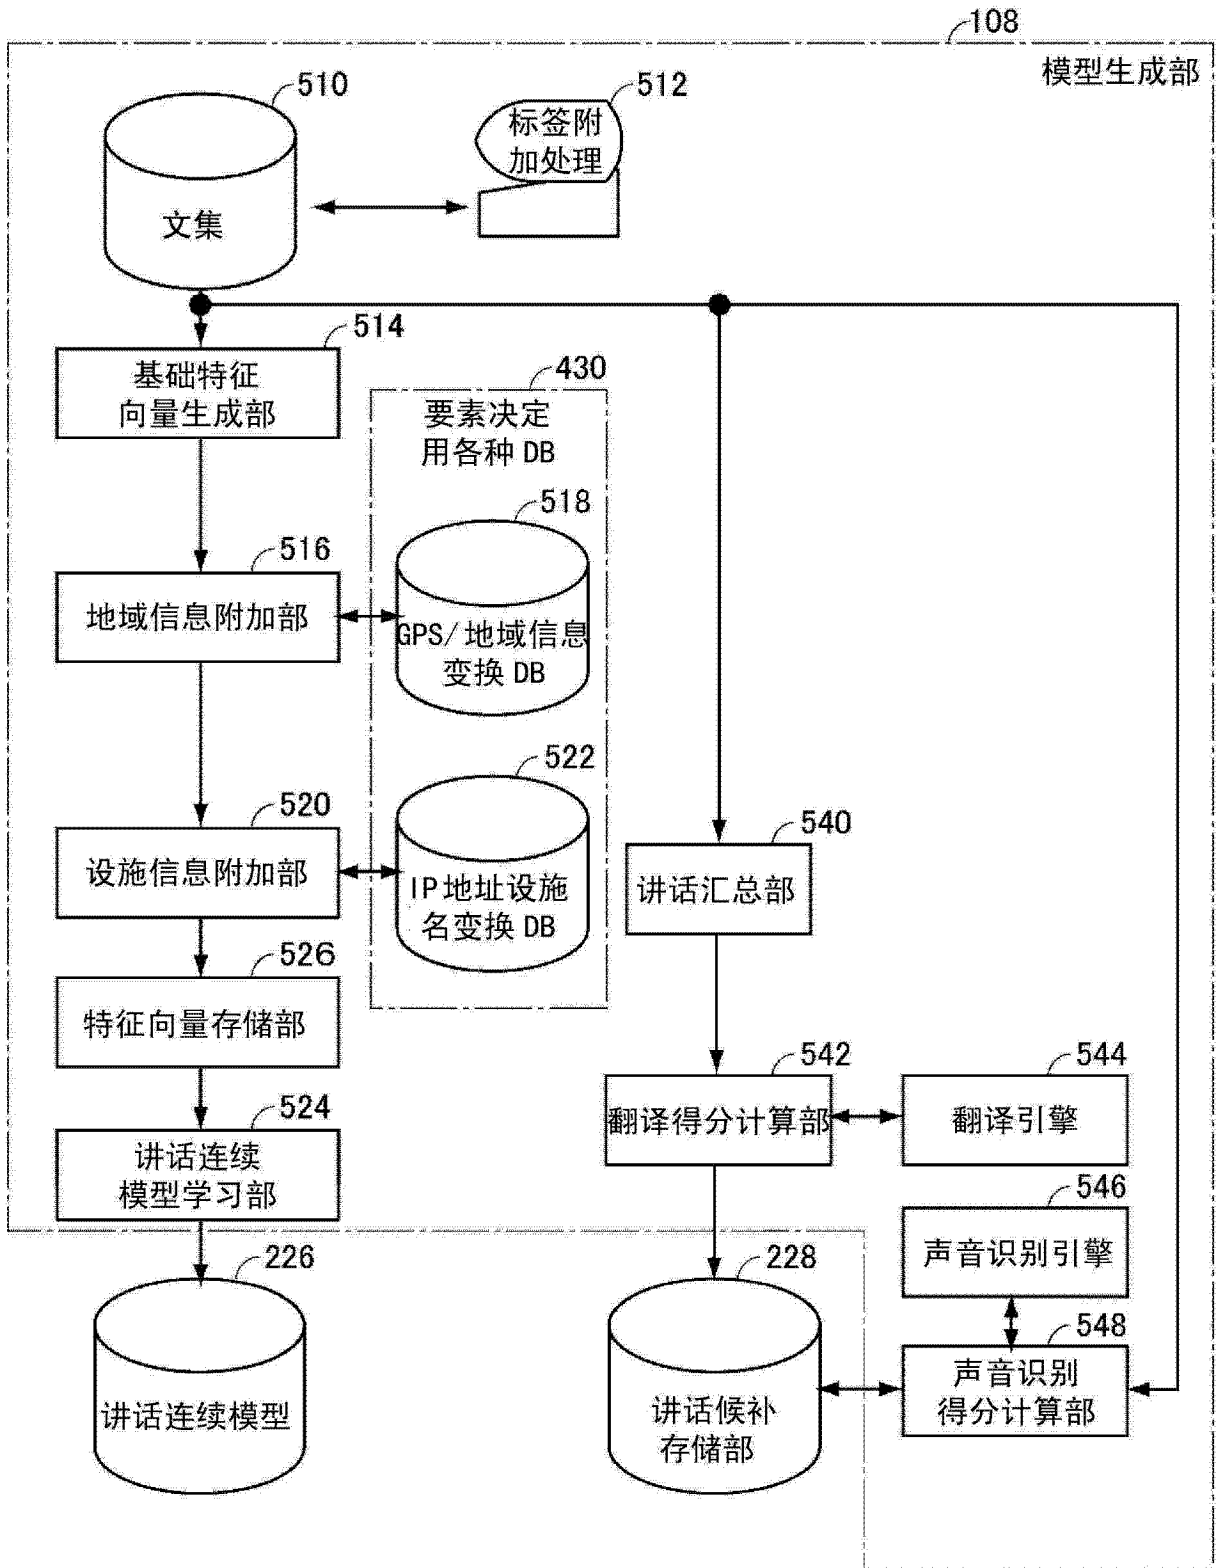 108
模型生成部
510
512
标签附
加处理
文集
514
基础特征
向量生成部
430
要素决定
用各种 DB
518
516
地域信息附加部
GPS/地域信息
变换 DB
522
520
540
设施信息附加部
IP地址设施
名变换 DB
讲话汇总部
526
特征向量存储部
542
544
翻译得分计算部
翻译引擎
524
讲话连续
模型学习部
546
声音识别引擎
226
228
548
讲话连续模型
讲话候补
存储部
声音识别
得分计算部